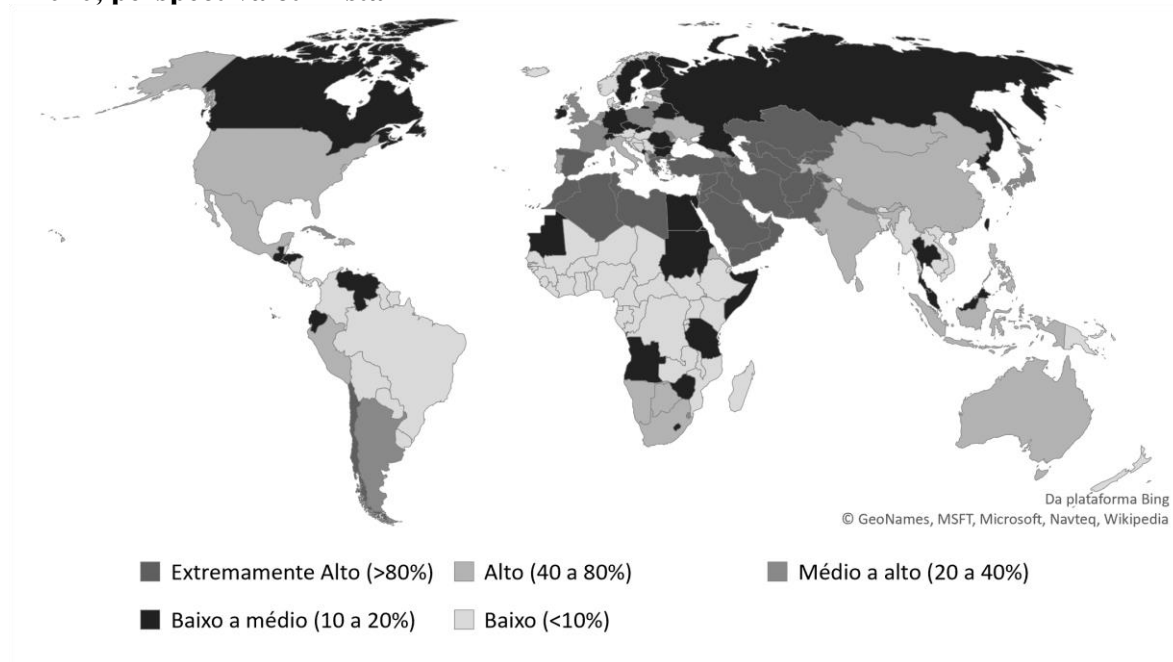 Da plataforma Bing
© GeoNames, MSFT, Microsoft, Navteq, Wikipedia
Extremamente Alto (>80%) Alto (40 a 80%) Médio a alto (20 a 40%)
Baixo a médio (10 a 20%) Baixo (<10%)